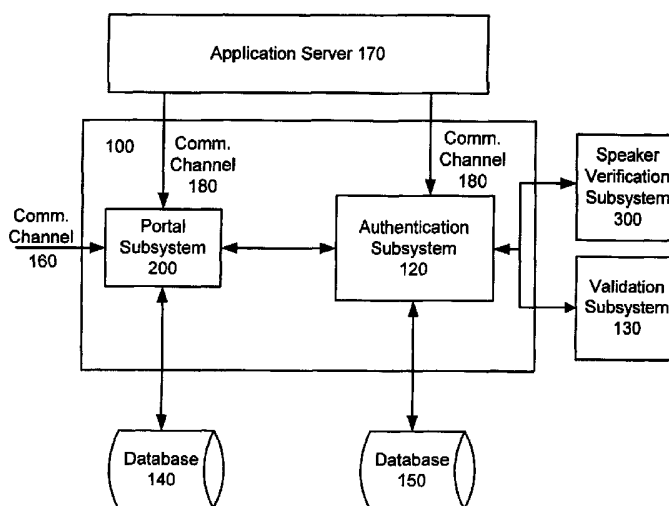 Application Server 170
100
Comm.
Channel
180
Comm.
Channel
180
Speaker
Verification
Subsystem
300
Comm.
Channel
160
Portal
Subsystem
200
Authentication
Subsystem
120
Validation
Subsystem
130
Database
140
Database
150